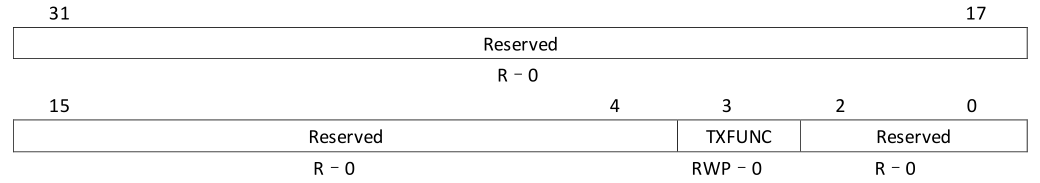 31 17
Reserved
R – 0
15 4 3 2 0
Reserved TXFUNC Reserved
R – 0 RWP – 0 R – 0